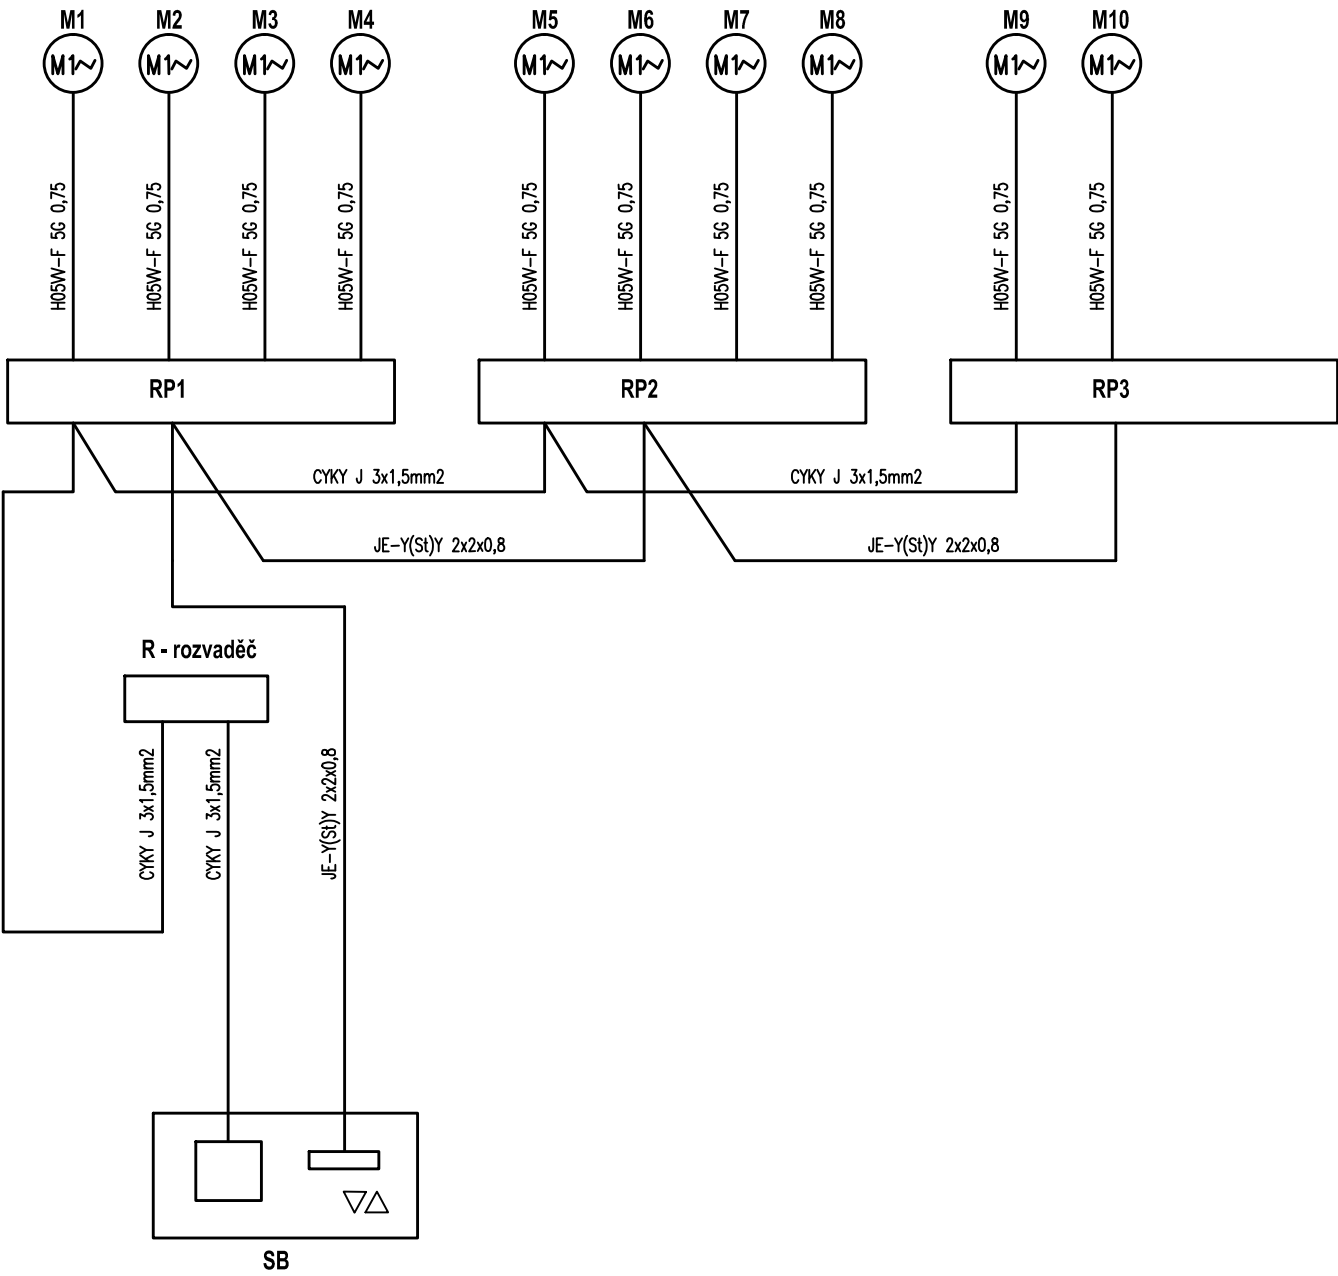 M1 M2 M3 M4 M5 M6 M7 M8 M9 M10
M1~ M1~ M1~ M1~ M1~ M1~ M1~ M1~ M1~ M1~
H05W-F 5G 0,75
H05W-F 5G 0,75
H05W-F 5G 0,75
H05W-F 5G 0,75
H05W-F 5G 0,75
H05W-F 5G 0,75
H05W-F 5G 0,75
H05W-F 5G 0,75
H05W-F 5G 0,75
H05W-F 5G 0,75
RP1 RP2 RP3
CYKY J 3x1,5mm2 CYKY J 3x1,5mm2
JE-Y(St)Y 2x2x0,8 JE-Y(St)Y 2x2x0,8
R - rozvaděč
CYKY J 3x1,5mm2
CYKY J 3x1,5mm2
JE-Y(St)Y 2x2x0,8
SB